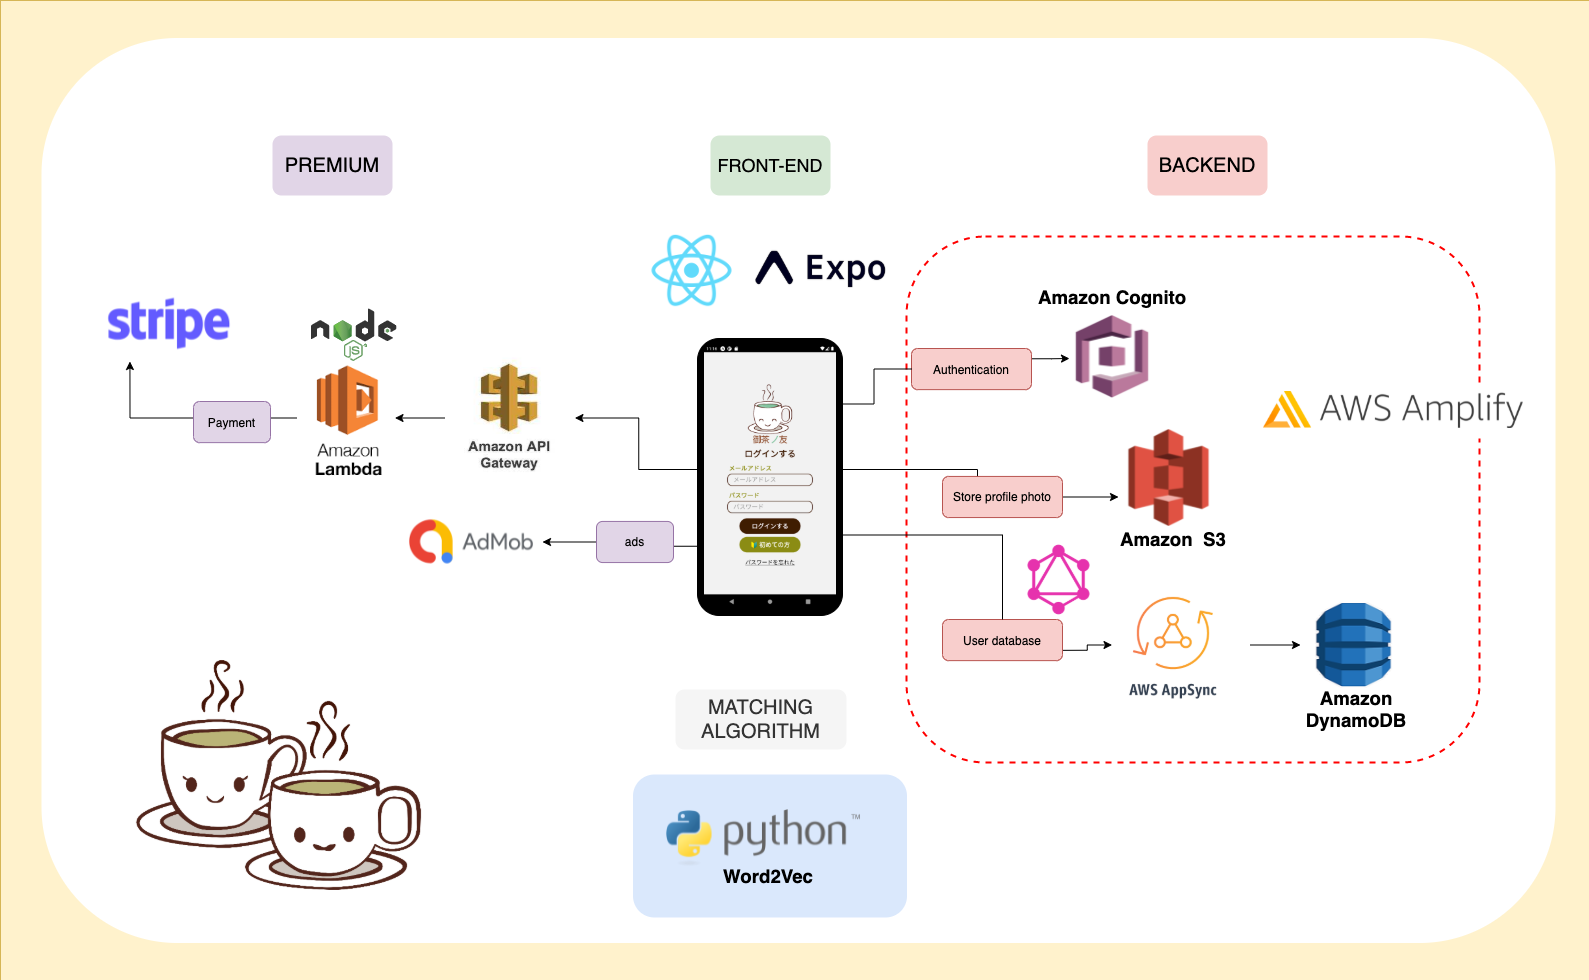 PREMIUM
FRONT-END
BACKEND
Expo
stripe
node
JS
Payment
Amazon
Lambda
Amazon API
Gateway
AdMob
ads
11:16
御茶ノ友
ログインする
メールアドレス
メールアドレス
パスワード
パスワード
ログインする
初めての方
パスワードを忘れた
Amazon Cognito
Authentication
AWS Amplify
Store profile photo
Amazon S3
User database
AWS AppSync
Amazon
DynamoDB
MATCHING
ALGORITHM
python™
Word2Vec